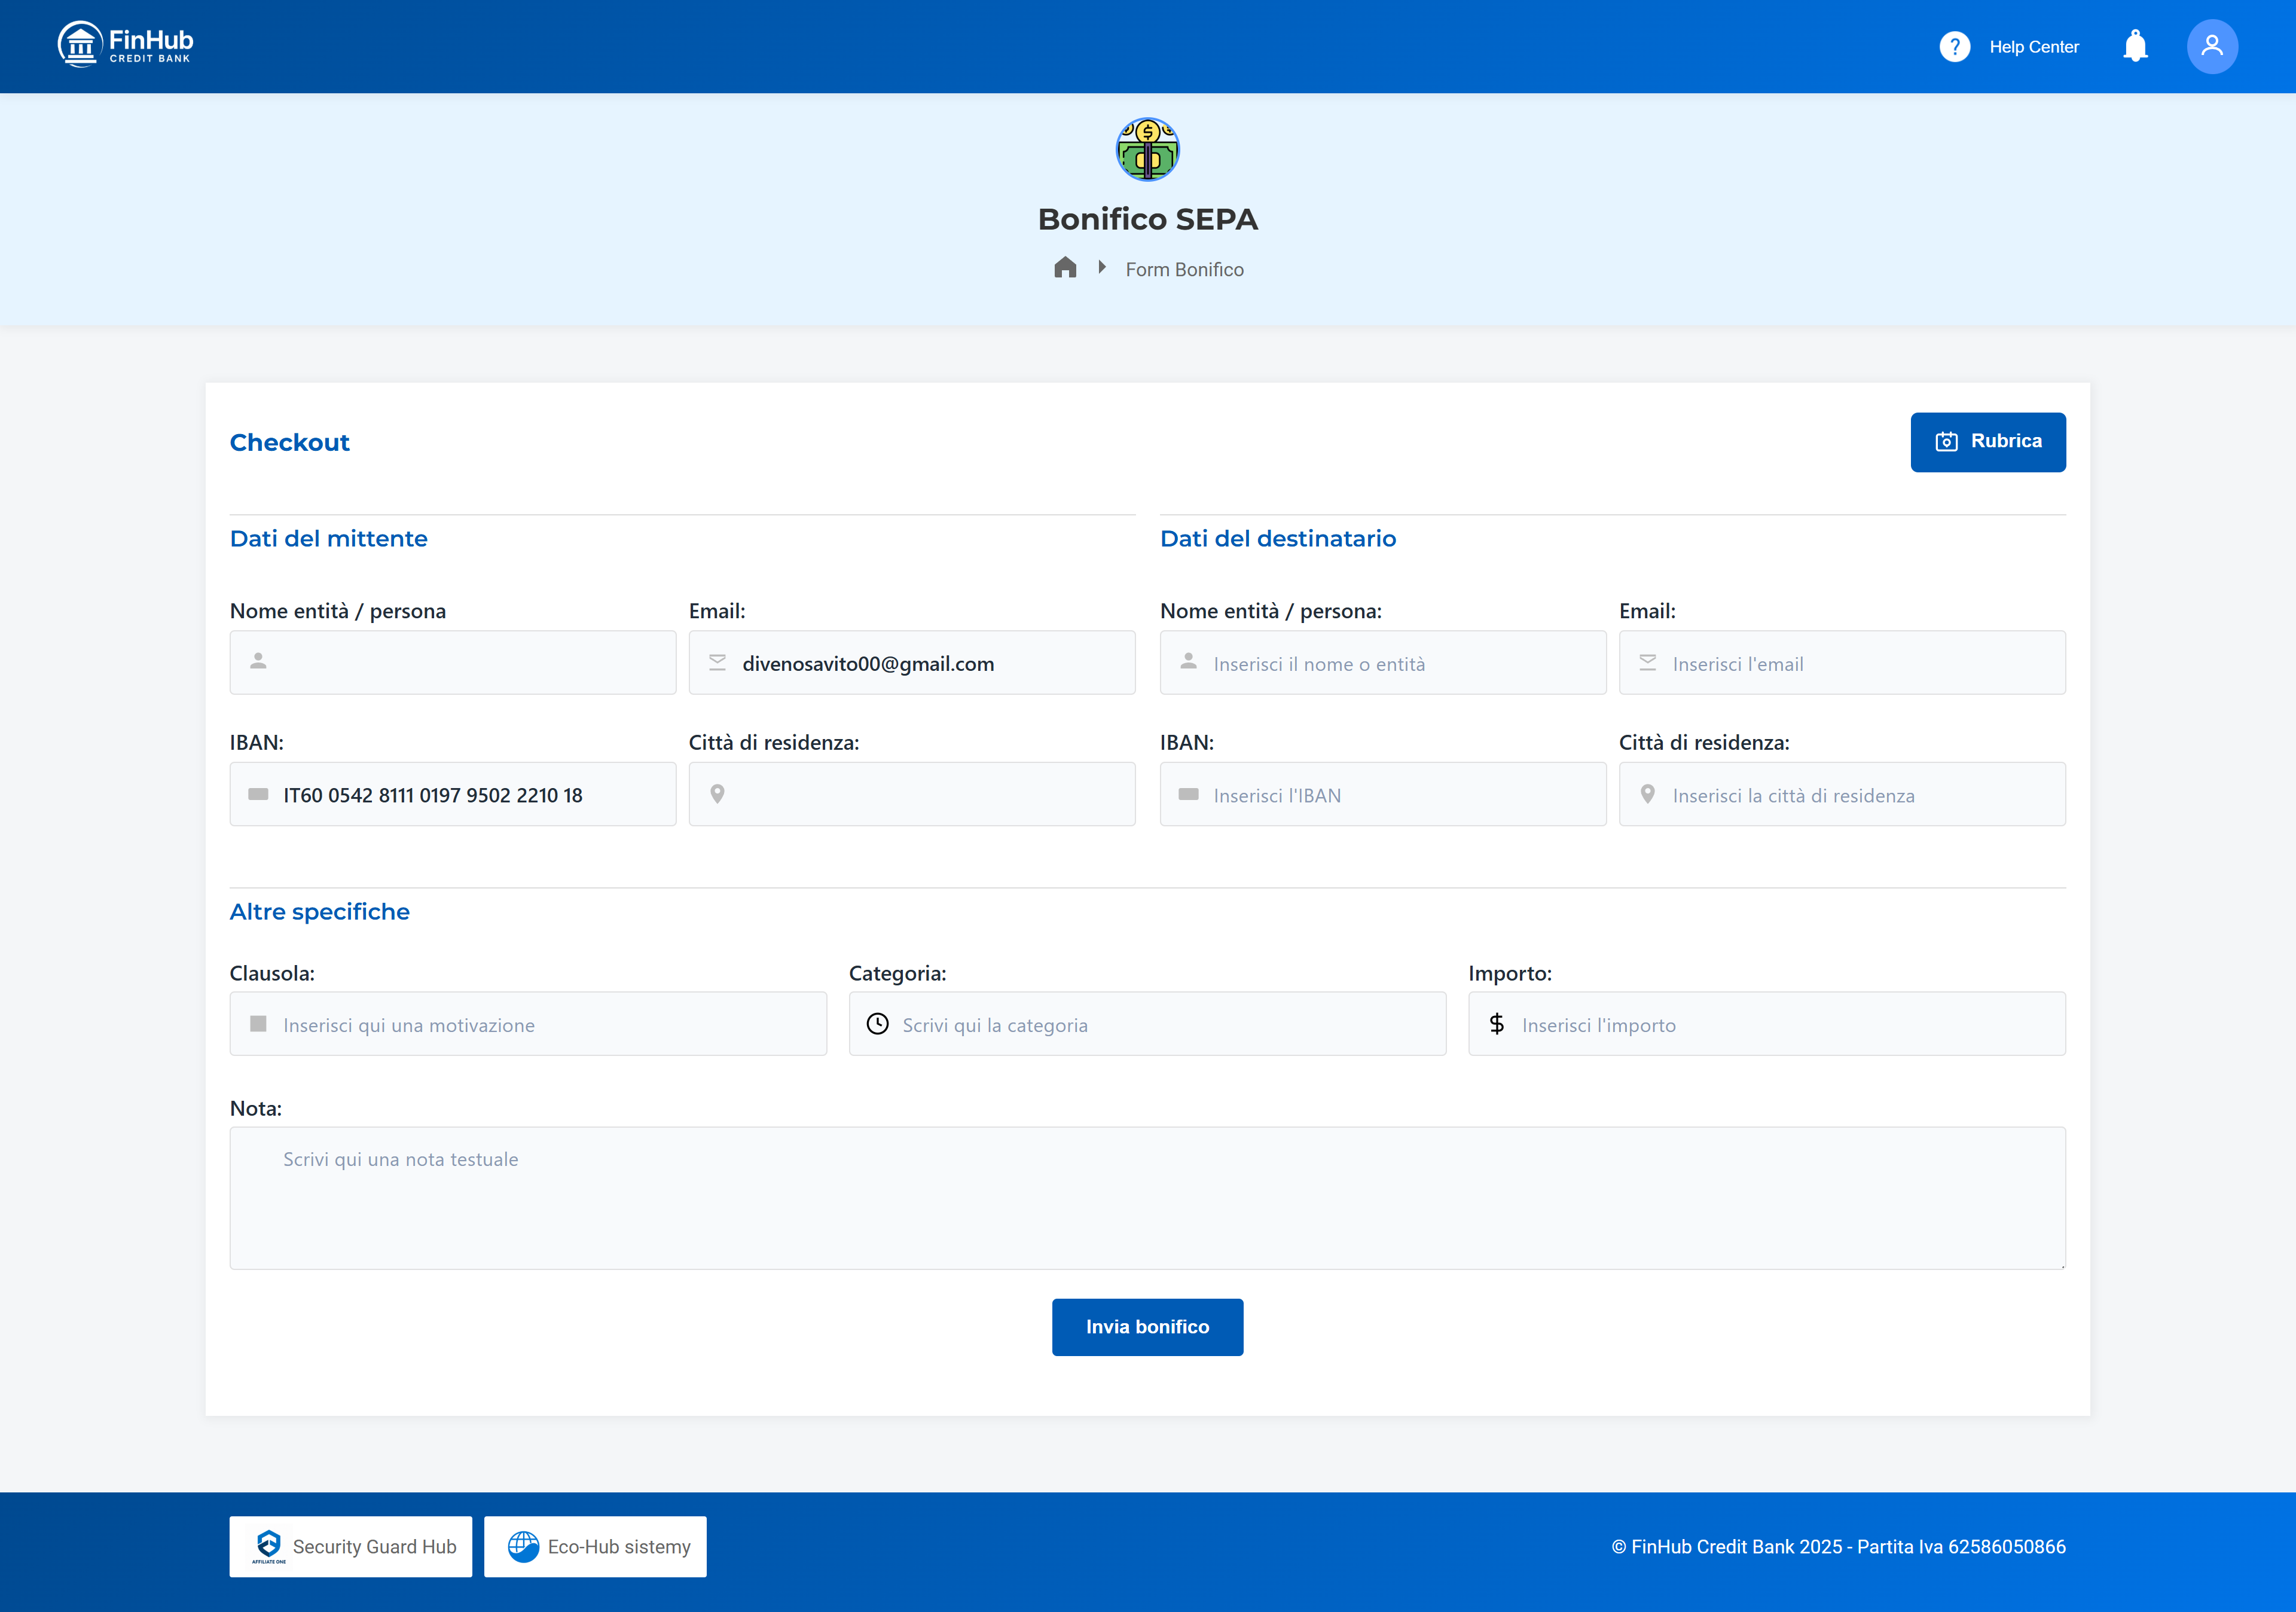 FinHub
CREDIT BANK
? Help Center
Bonifico SEPA
Form Bonifico
Checkout
Rubrica
Dati del mittente
Nome entità / persona
Email:
divenosavito00@gmail.com
IBAN:
IT60 0542 8111 0197 9502 2210 18
Città di residenza:
Dati del destinatario
Nome entità / persona:
Inserisci il nome o entità
Email:
Inserisci l'email
IBAN:
Inserisci l'IBAN
Città di residenza:
Inserisci la città di residenza
Altre specifiche
Clausola:
Inserisci qui una motivazione
Categoria:
Scrivi qui la categoria
Importo:
$ Inserisci l'importo
Nota:
Scrivi qui una nota testuale
Invia bonifico
AFFILIATE ONE
Security Guard Hub
Eco-Hub sistemy
© FinHub Credit Bank 2025 - Partita Iva 62586050866